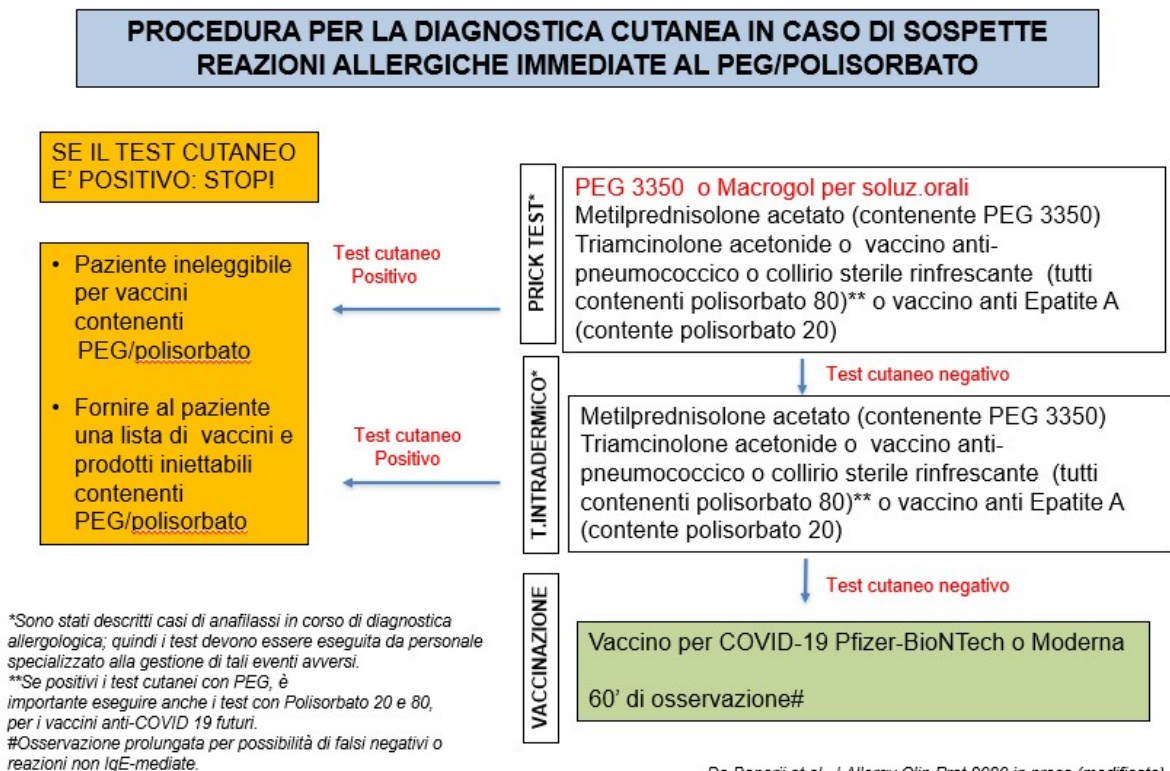 PROCEDURA PER LA DIAGNOSTICA CUTANEA IN CASO DI SOSPETTE
REAZIONI ALLERGICHE IMMEDIATE AL PEG/POLISORBATO
SE IL TEST CUTANEO
E' POSITIVO: STOP!
• Paziente ineleggibile
per vaccini
contenenti
PEG/polisorbato
• Fornire al paziente
una lista di vaccini e
prodotti iniettabili
contenenti
PEG/polisorbato
Test cutaneo
Positivo
Test cutaneo
Positivo
PRICK TEST*
PEG 3350 o Macrogol per soluz.orali
Metilprednisolone acetato (contenente PEG 3350)
Triamcinolone acetonide o vaccino anti-
pneumococcico o collirio sterile rinfrescante (tutti
contenenti polisorbato 80)** o vaccino anti Epatite A
(contente polisorbato 20)
Test cutaneo negativo
T.INTRADERMiCO*
Metilprednisolone acetato (contenente PEG 3350)
Triamcinolone acetonide o vaccino anti-
pneumococcico o collirio sterile rinfrescante (tutti
contenenti polisorbato 80)** o vaccino anti Epatite A
(contente polisorbato 20)
Test cutaneo negativo
VACCINAZIONE
Vaccino per COVID-19 Pfizer-BioNTech o Moderna
60' di osservazione#
*Sono stati descritti casi di anafilassi in corso di diagnostica
allergologica; quindi i test devono essere eseguita da personale
specializzato alla gestione di tali eventi avversi.
**Se positivi i test cutanei con PEG, è
importante eseguire anche i test con Polisorbato 20 e 80,
per i vaccini anti-COVID 19 futuri.
#Osservazione prolungata per possibilità di falsi negativi o
reazioni non IgE-mediate.